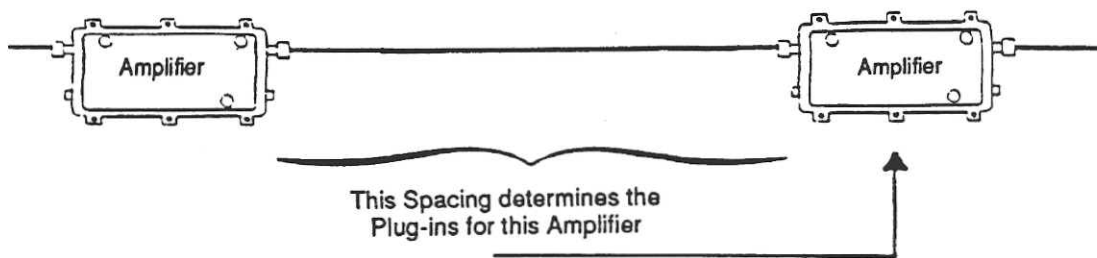 Amplifier
Amplifier
This Spacing determines the
Plug-ins for this Amplifier